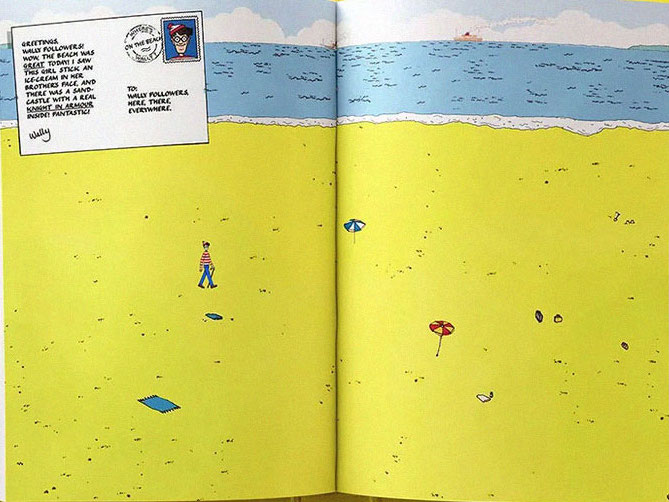 GREETINGS,
WALLY FOLLOWERS!
WOW, THE BEACH WAS
GREAT TODAY! I SAW
THIS GIRL STICK AN
ICE-CREAM IN HER
BROTHERS FACE, AND
THERE WAS A SAND-
CASTLE WITH A REAL
KNIGHT IN ARMOUR
INSIDE! FANTASTIC!
Wally
WHERE'S
ON THE BEACH
WALLY?
TO:
WALLY FOLLOWERS,
HERE, THERE,
EVERYWHERE.